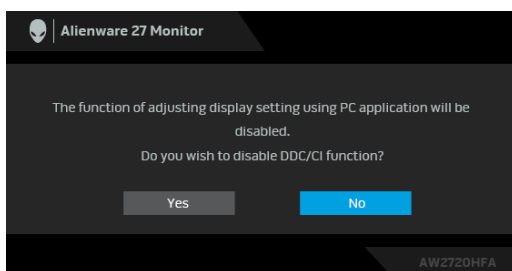 Alienware 27 Monitor
The function of adjusting display setting using PC application will be
disabled.
Do you wish to disable DDC/CI function?
Yes No
AW2720HFA